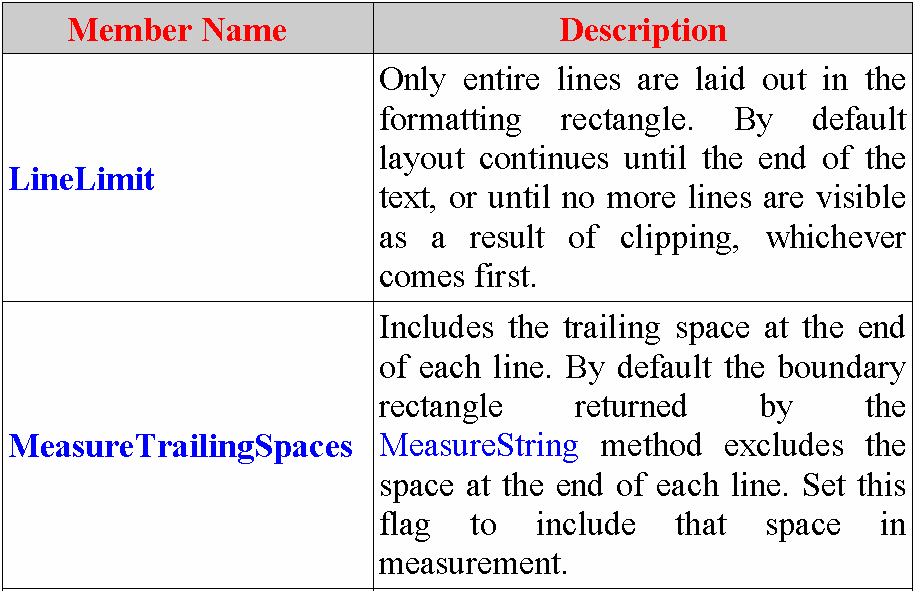 Member Name
Description
LineLimit
Only entire lines are laid out in the
formatting rectangle. By default
layout continues until the end of the
text, or until no more lines are visible
as a result of clipping, whichever
comes first.
MeasureTrailingSpaces
Includes the trailing space at the end
of each line. By default the boundary
rectangle returned by the
MeasureString method excludes the
space at the end of each line. Set this
flag to include that space in
measurement.